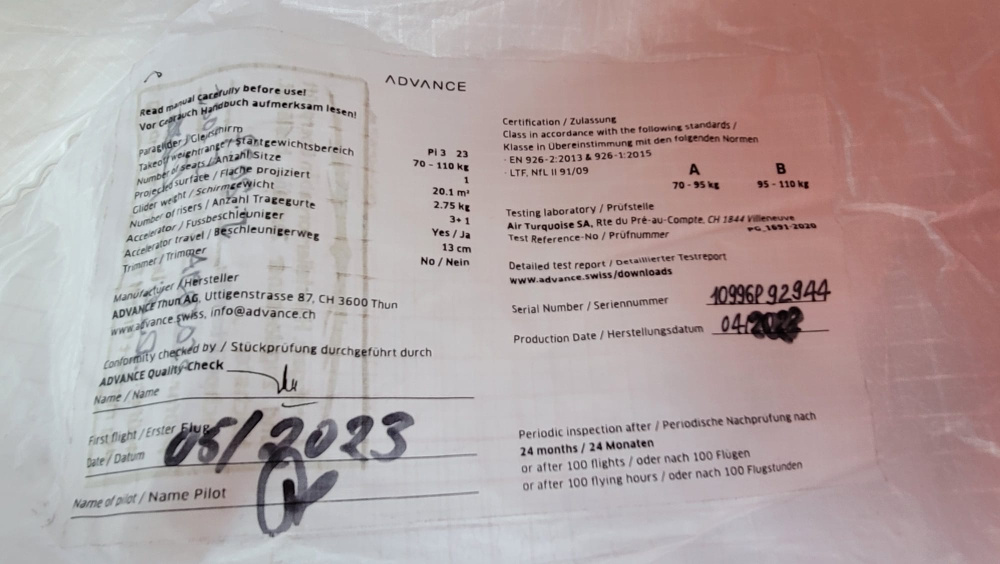 ADVANCE
Read manual carefully before use!
Vor Gebrauch Handbuch aufmerksam lesen!
Paraglider / Gleitschirm Pi 3 23
Takeoff weightrange / Startgewichtsbereich 70 - 110 kg
Number of seats / Anzahl Sitze 1
Projected surface / Fläche projiziert 20.1 m²
Glider weight / Schirmgewicht 2.75 kg
Number of risers / Anzahl Tragegurte 3+1
Accelerator / Fussbeschleuniger Yes / Ja
Accelerator travel / Beschleunigerweg 13 cm
Trimmer / Trimmer No / Nein
Manufacturer / Hersteller
ADVANCE Thun AG, Uttigenstrasse 87, CH 3600 Thun
www.advance.swiss, info@advance.ch
Conformity checked by / Stückprüfung durchgeführt durch
ADVANCE Quality-Check
Name / Name
First flight / Erster Flug
Date / Datum 05/2023
Name of pilot / Name Pilot
Certification / Zulassung
Class in accordance with the following standards /
Klasse in Übereinstimmung mit den folgenden Normen
· EN 926-2:2013 & 926-1:2015
· LTF, NfL II 91/09
A B
70 - 95 kg 95 - 110 kg
Testing laboratory / Prüfstelle
Air Turquoise SA, Rte du Pré-au-Compte, CH 1844 Villeneuve
Test Reference-No / Prüfnummer PG_1691-2020
Detailed test report / Detaillierter Testreport
www.advance.swiss/downloads
Serial Number / Seriennummer 10996P92944
Production Date / Herstellungsdatum 04/2022
Periodic inspection after / Periodische Nachprüfung nach
24 months / 24 Monaten
or after 100 flights / oder nach 100 Flügen
or after 100 flying hours / oder nach 100 Flugstunden